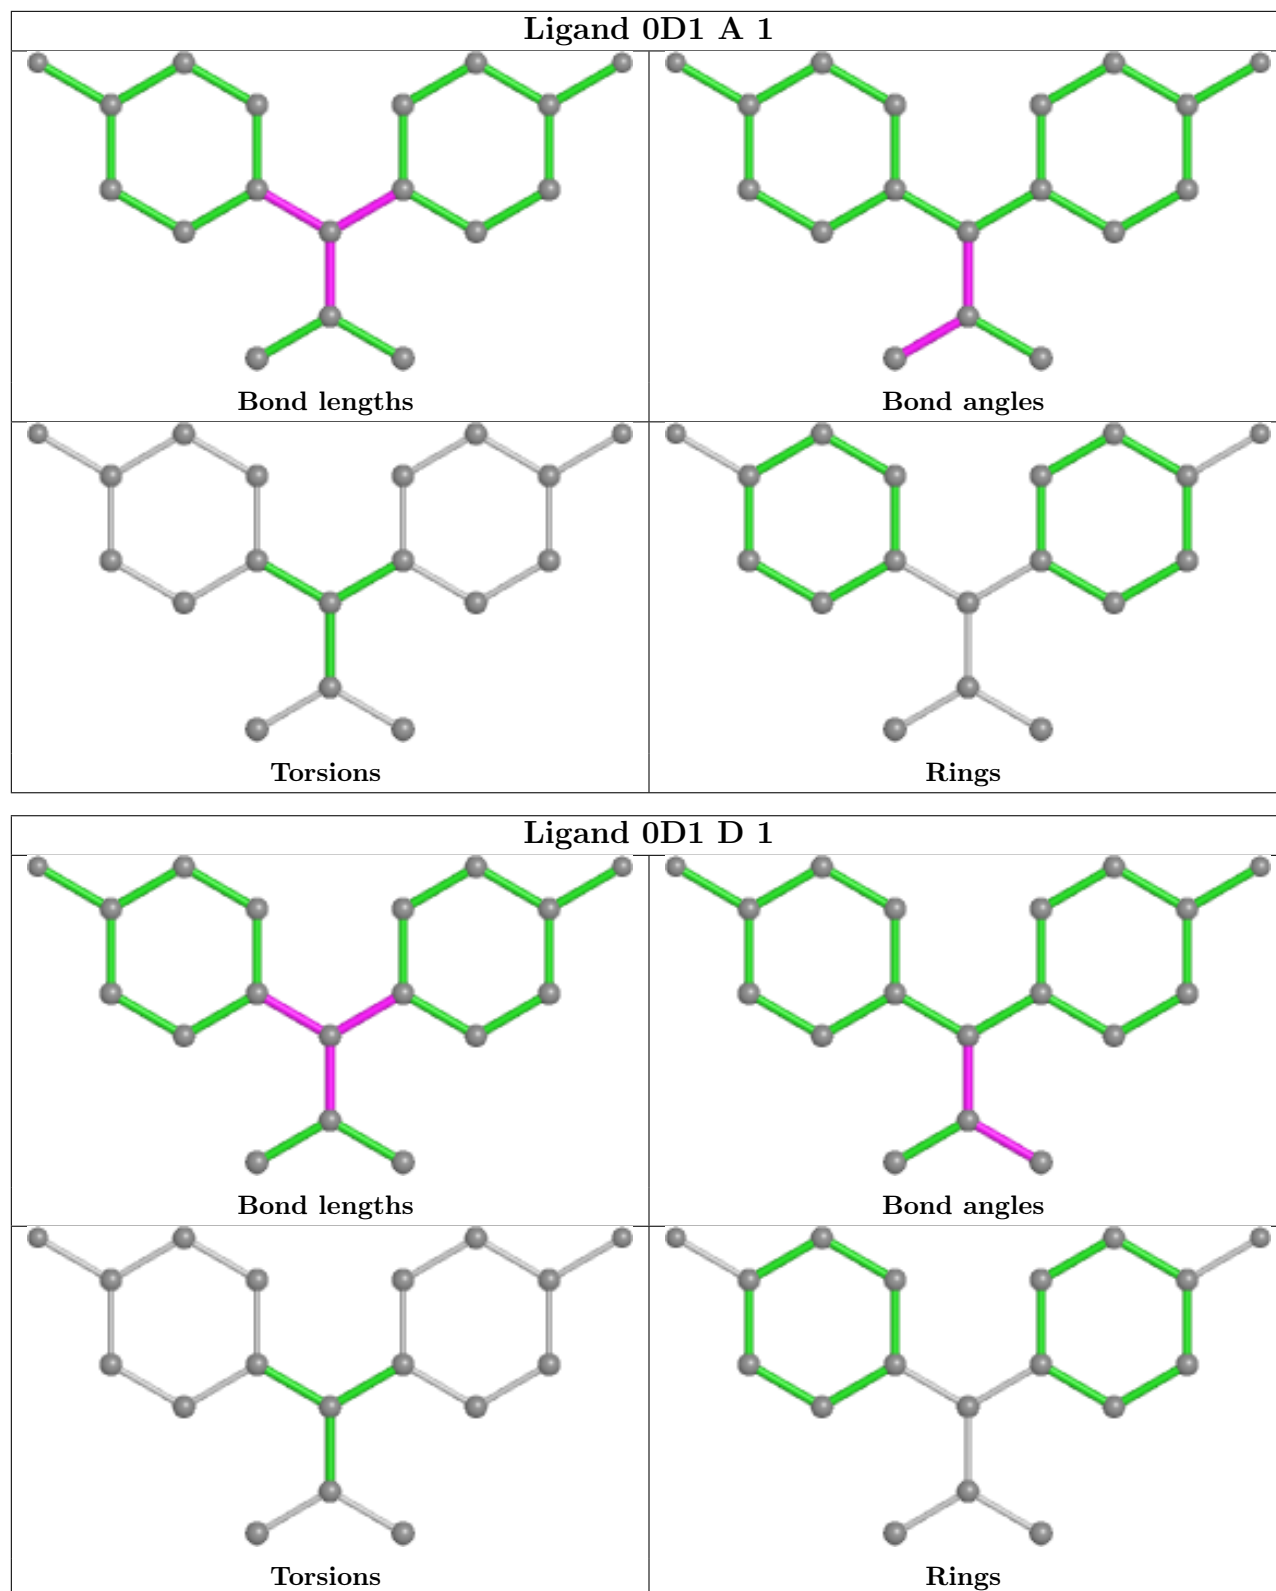 Ligand 0D1 A 1
Bond lengths
Bond angles
Torsions
Rings
Ligand 0D1 D 1
Bond lengths
Bond angles
Torsions
Rings